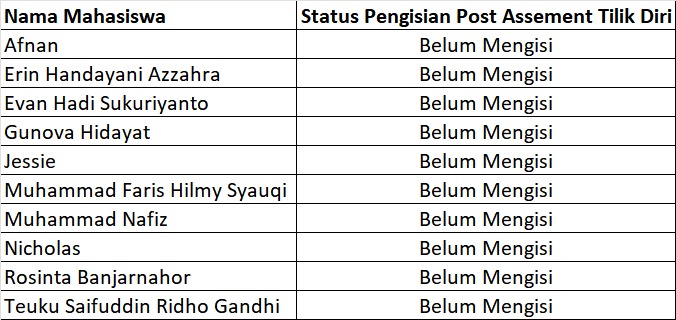 Nama Mahasiswa Status Pengisian Post Assement Tilik Diri
Afnan Belum Mengisi
Erin Handayani Azzahra Belum Mengisi
Evan Hadi Sukuriyanto Belum Mengisi
Gunova Hidayat Belum Mengisi
Jessie Belum Mengisi
Muhammad Faris Hilmy Syauqi Belum Mengisi
Muhammad Nafiz Belum Mengisi
Nicholas Belum Mengisi
Rosinta Banjarnahor Belum Mengisi
Teuku Saifuddin Ridho Gandhi Belum Mengisi